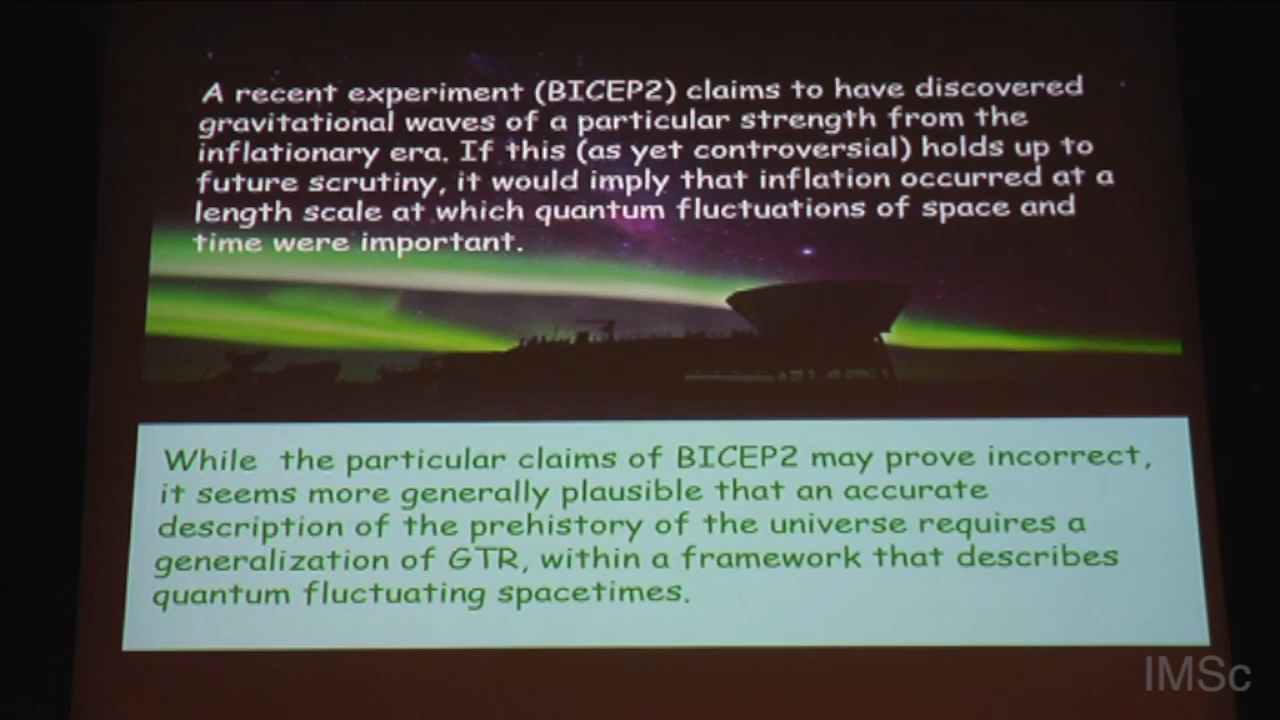 A recent experiment (BICEP2) claims to have discovered
gravitational waves of a particular strength from the
inflationary era. If this (as yet controversial) holds up to
future scrutiny, it would imply that inflation occurred at a
length scale at which quantum fluctuations of space and
time were important.
While the particular claims of BICEP2 may prove incorrect,
it seems more generally plausible that an accurate
description of the prehistory of the universe requires a
generalization of GTR, within a framework that describes
quantum fluctuating spacetimes.
IMSc